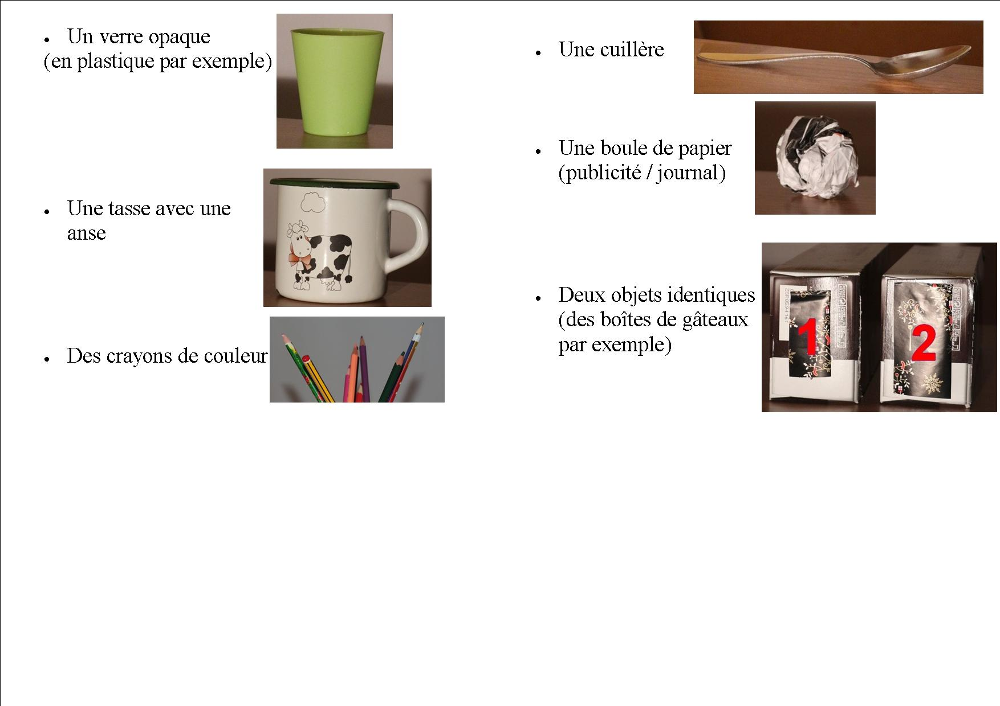 Un verre opaque
(en plastique par exemple)
Une tasse avec une
anse
Des crayons de couleur
Une cuillère
Une boule de papier
(publicité / journal)
Deux objets identiques
(des boîtes de gâteaux
par exemple)
1
2